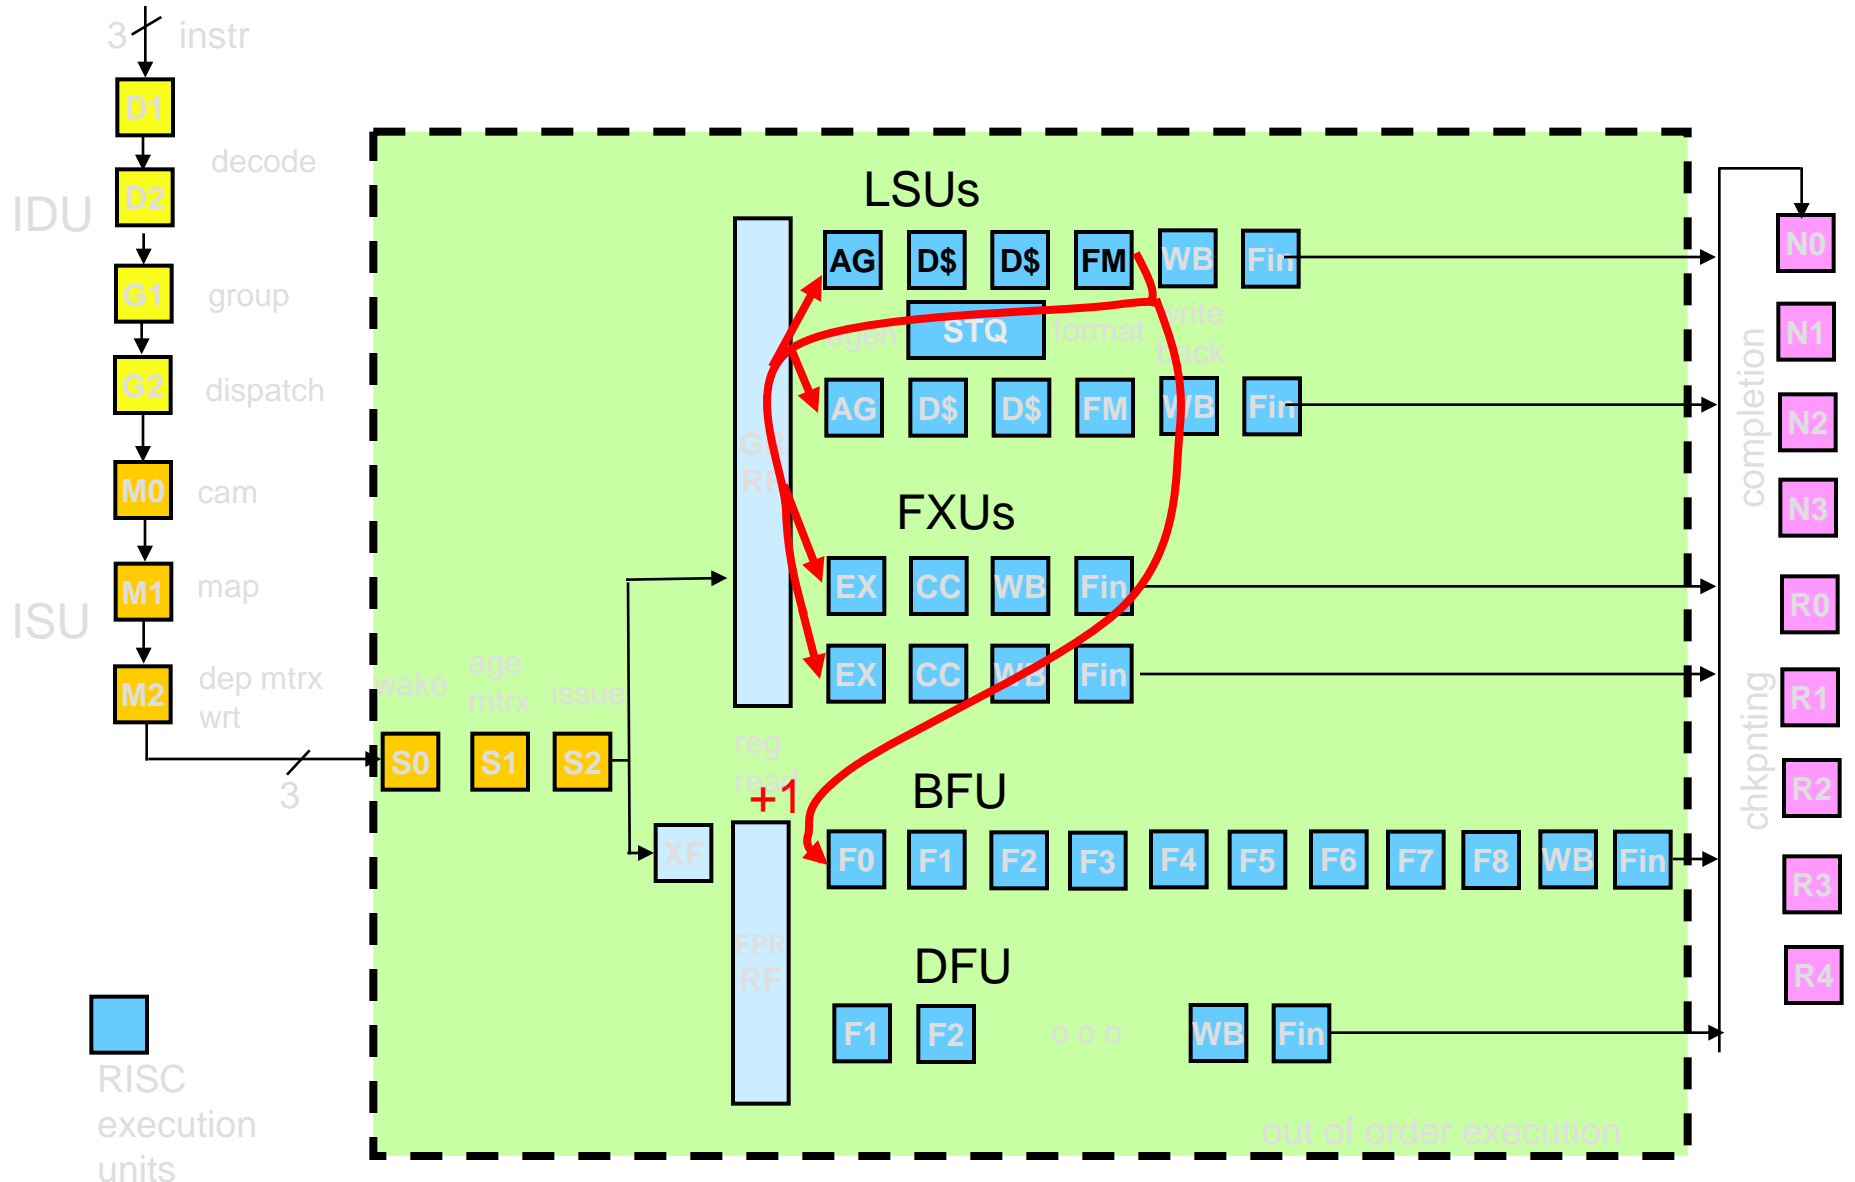 3 instr
D1
decode
D2
IDU
G1 group
G2 dispatch
M0 cam
M1 map
ISU
M2 dep mtrx
wrt
3
wake
age
mtrx
issue
S0 S1 S2
XF
LSUs
AG D$ D$ FM WB Fin
agen STQ format write
back
AG D$ D$ FM WB Fin
RF
FXUs
EX CC WB Fin
EX CC WB Fin
reg
read
+1
BFU
F0 F1 F2 F3 F4 F5 F6 F7 F8 WB Fin
FPR
RF
DFU
F1 F2 o o o WB Fin
out of order execution
completion
chkpnting
N0
N1
N2
N3
R0
R1
R2
R3
R4
RISC
execution
units